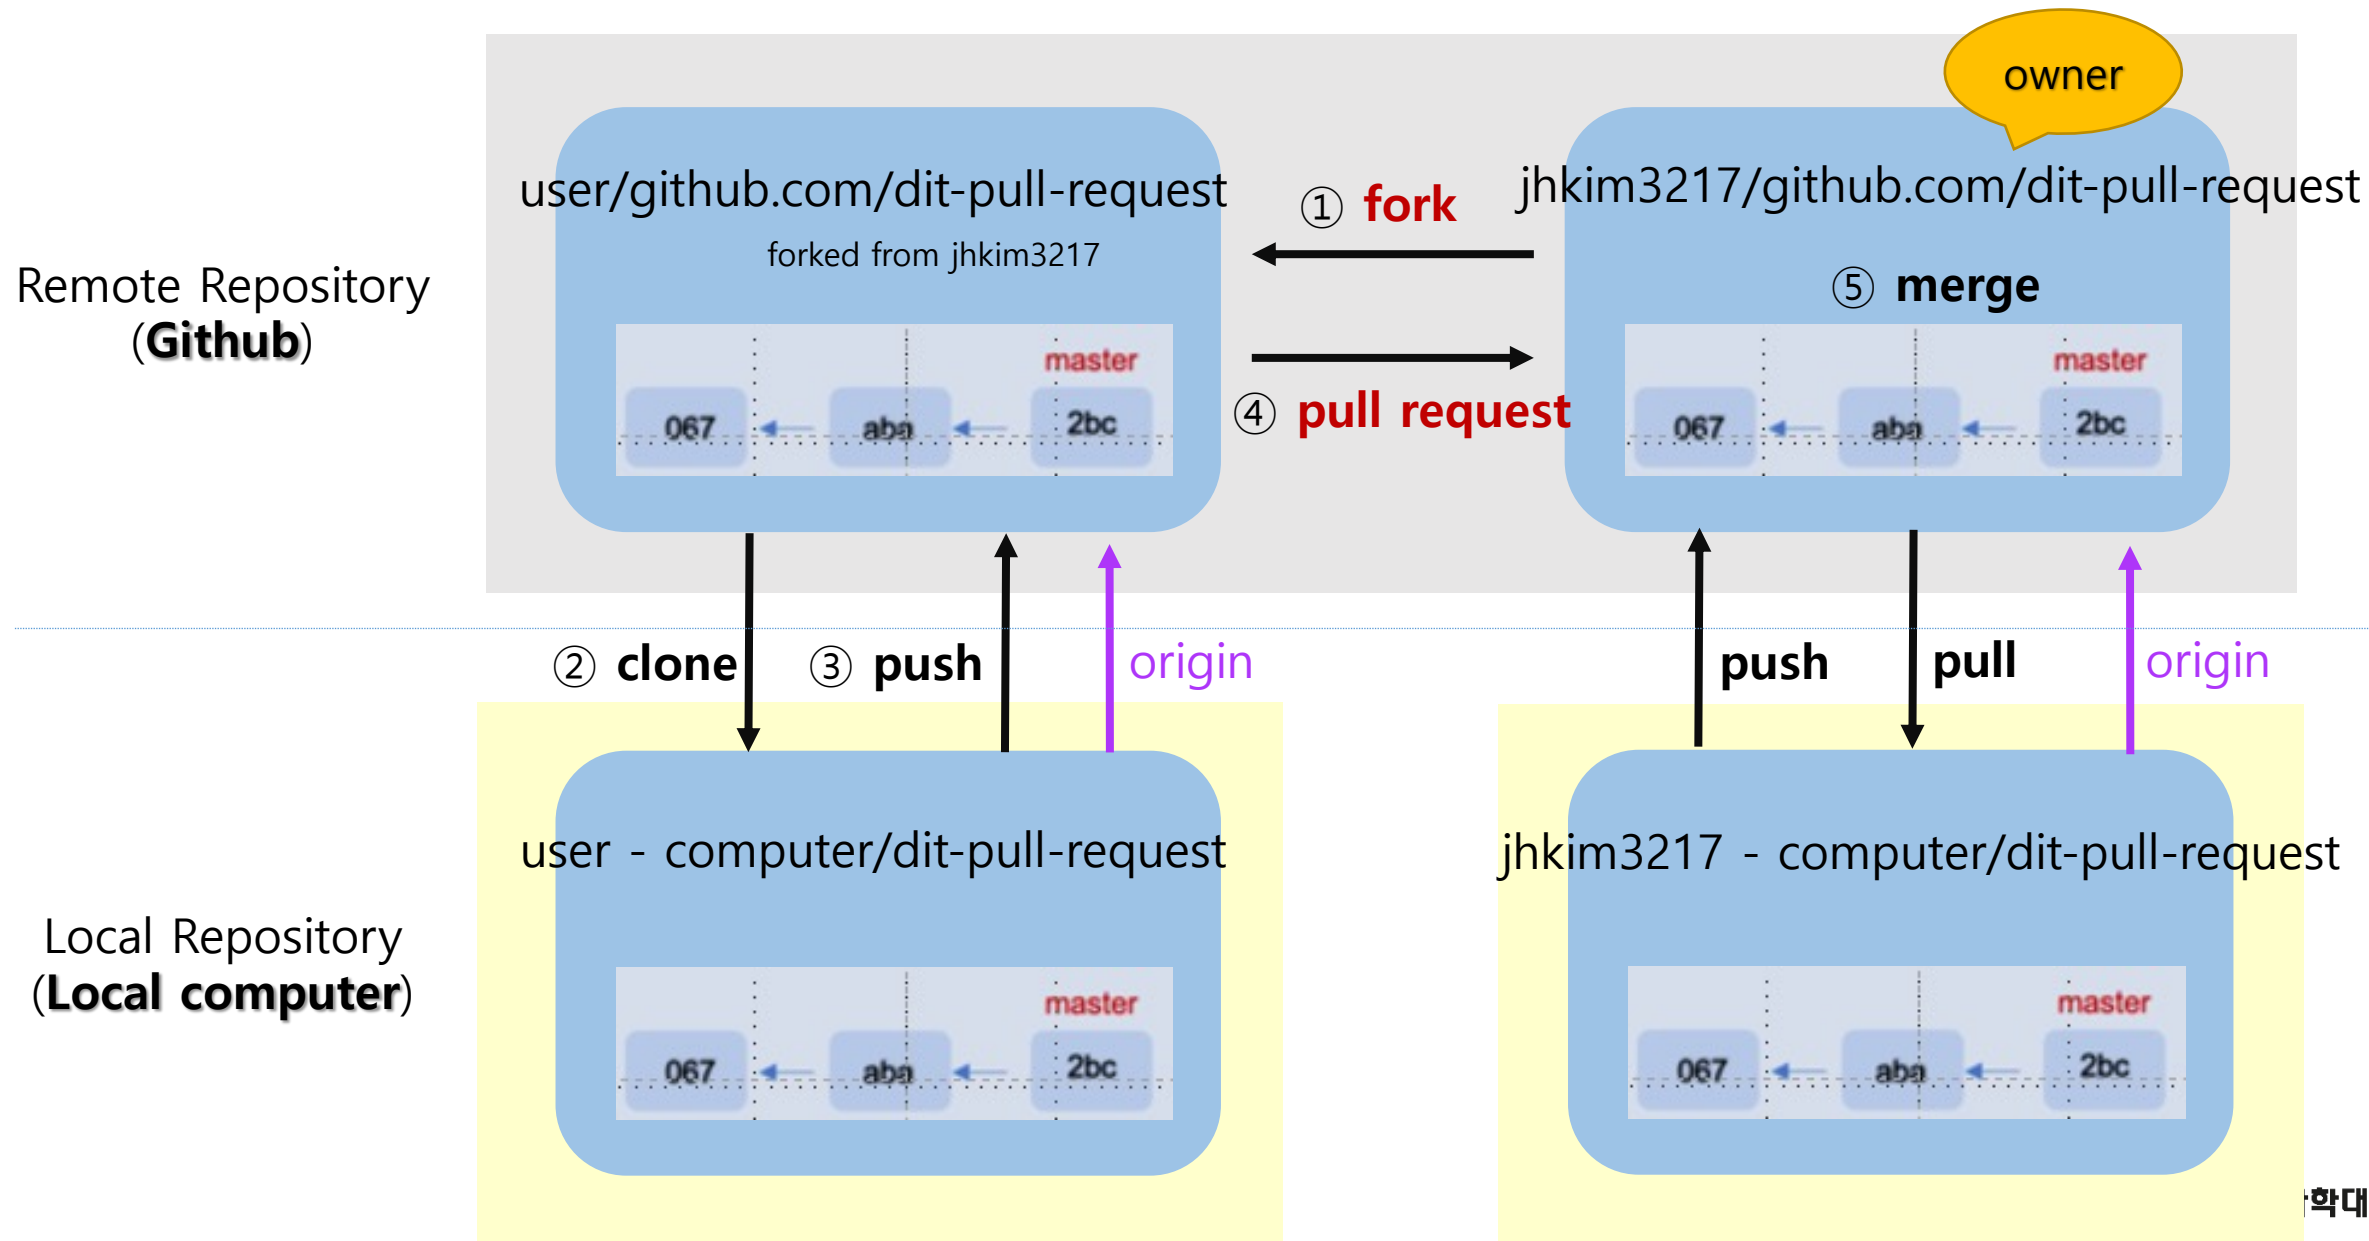 owner
user/github.com/dit-pull-request
forked from jhkim3217
① fork
jhkim3217/github.com/dit-pull-request
⑤ merge
Remote Repository
(Github)
④ pull request
master
067
aba
2bc
master
067
aba
2bc
② clone
③ push
origin
push
pull
origin
user - computer/dit-pull-request
jhkim3217 - computer/dit-pull-request
Local Repository
(Local computer)
master
067
aba
2bc
master
067
aba
2bc
학대